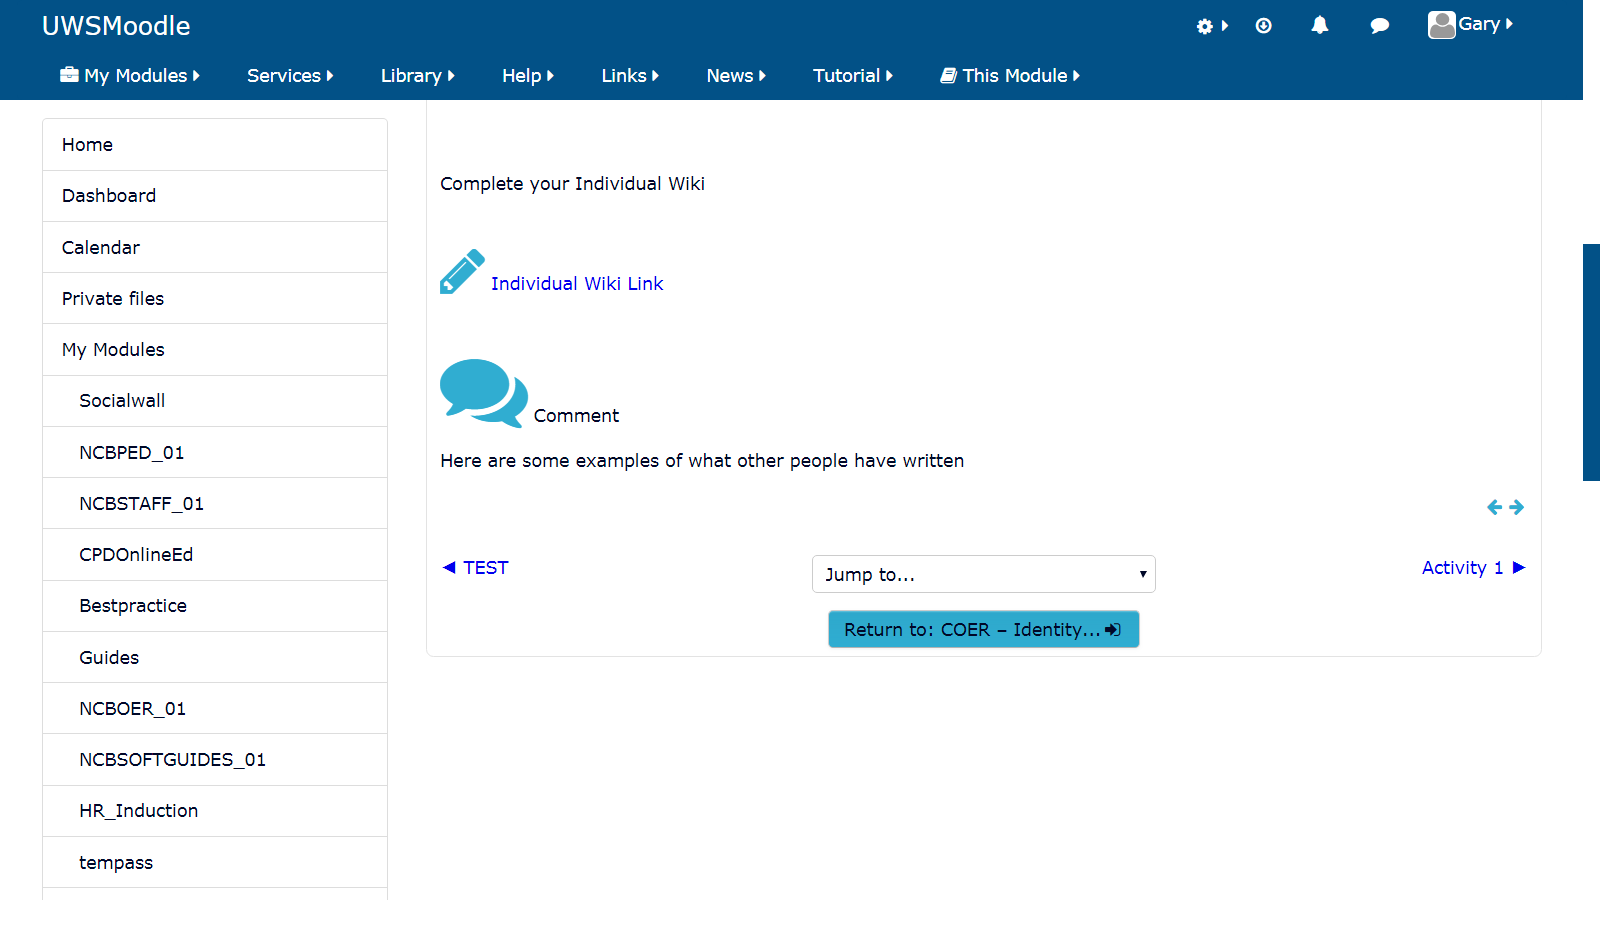 UWSMoodle
Gary
My Modules
Services
Library
Help
Links
News
Tutorial
This Module
Home
Dashboard
Calendar
Private files
My Modules
Socialwall
NCBPED_01
NCBSTAFF_01
CPDOnlineEd
Bestpractice
Guides
NCBOER_01
NCBSOFTGUIDES_01
HR_Induction
tempass
Complete your Individual Wiki
Individual Wiki Link
Comment
Here are some examples of what other people have written
◄ TEST
Jump to...
Activity 1 ►
Return to: COER – Identity...